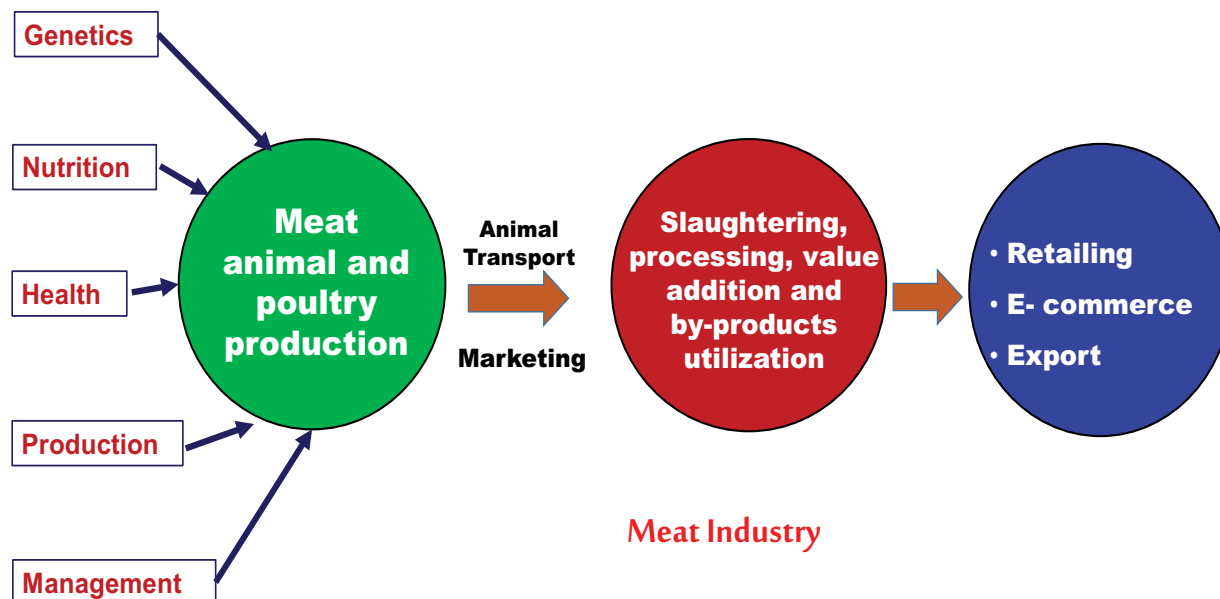 Genetics
Nutrition
Health
Production
Management
Meat
animal and
poultry
production
Animal
Transport
Marketing
Slaughtering,
processing, value
addition and
by-products
utilization
• Retailing
• E- commerce
• Export
Meat Industry